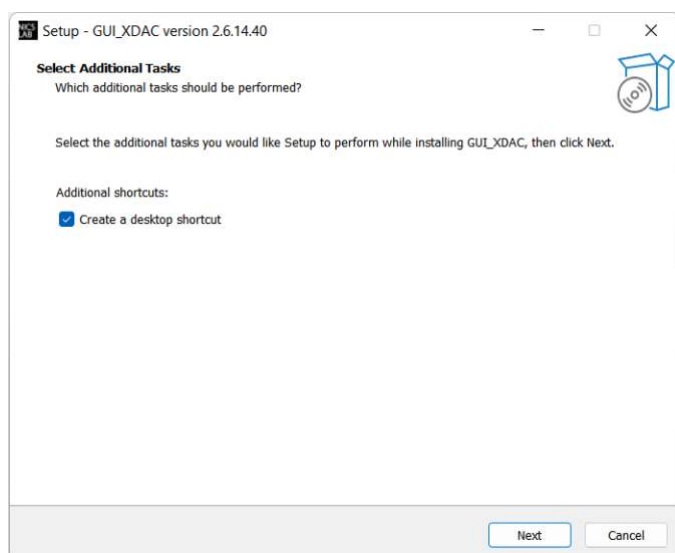 NICS
LAB
Setup - GUI_XDAC version 2.6.14.40
Select Additional Tasks
Which additional tasks should be performed?
Select the additional tasks you would like Setup to perform while installing GUI_XDAC, then click Next.
Additional shortcuts:
Create a desktop shortcut
Next
Cancel